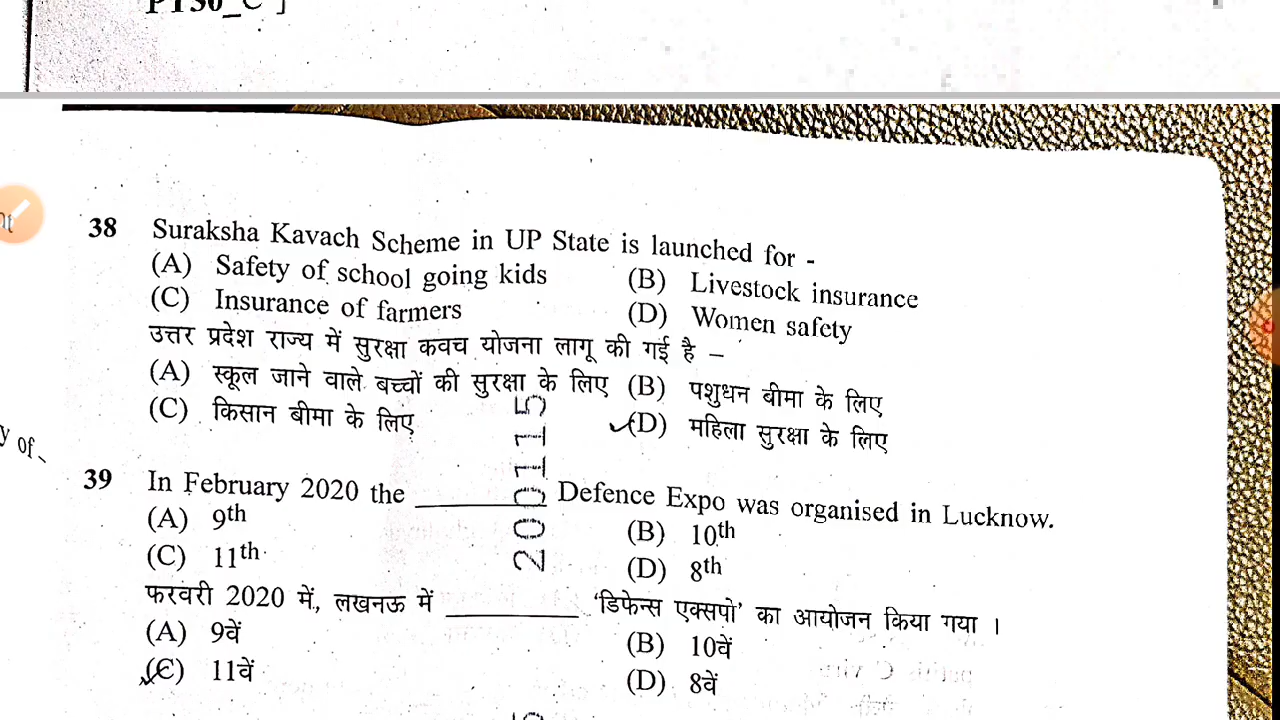 PTS0_C ]
38 Suraksha Kavach Scheme in UP State is launched for -
(A) Safety of school going kids (B) Livestock insurance
(C) Insurance of farmers (D) Women safety
उत्तर प्रदेश राज्य में सुरक्षा कवच योजना लागू की गई है –
(A) स्कूल जाने वाले बच्चों की सुरक्षा के लिए (B) पशुधन बीमा के लिए
(C) किसान बीमा के लिए (D) महिला सुरक्षा के लिए
y of
39 In February 2020 the ______ Defence Expo was organised in Lucknow.
(A) 9th (B) 10th
(C) 11th (D) 8th
फरवरी 2020 में, लखनऊ में ______ ‘डिफेन्स एक्सपो’ का आयोजन किया गया ।
(A) 9वें (B) 10वें
(C) 11वें (D) 8वें
200115